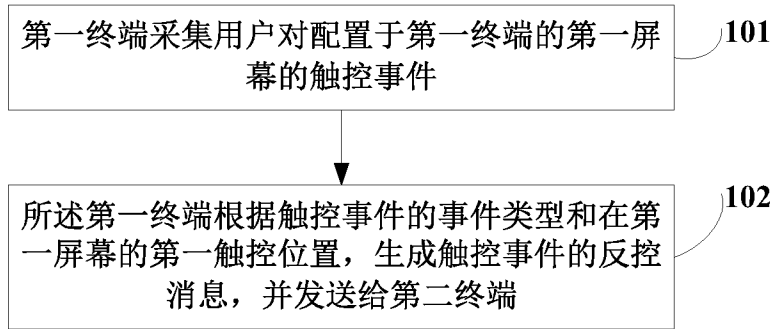 第一终端采集用户对配置于第一终端的第一屏
幕的触控事件
101
所述第一终端根据触控事件的事件类型和在第
一屏幕的第一触控位置，生成触控事件的反控
消息，并发送给第二终端
102